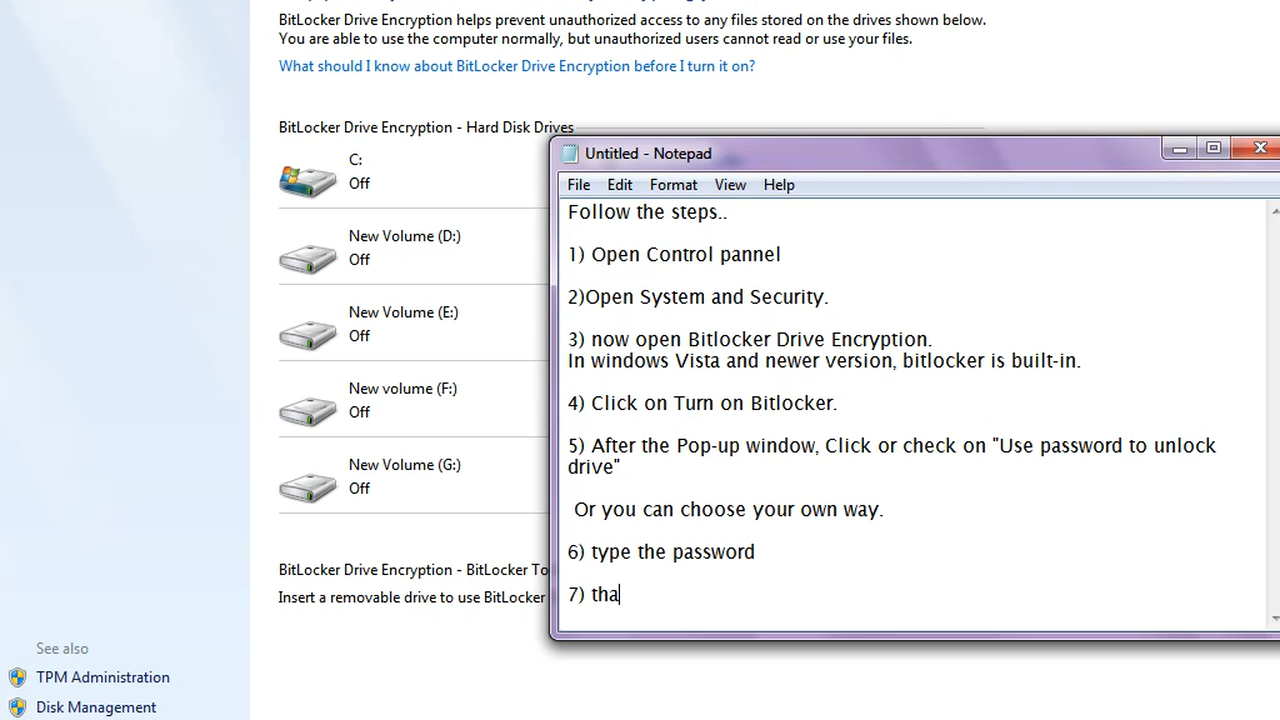 BitLocker Drive Encryption helps prevent unauthorized access to any files stored on the drives shown below.
You are able to use the computer normally, but unauthorized users cannot read or use your files.
What should I know about BitLocker Drive Encryption before I turn it on?
BitLocker Drive Encryption - Hard Disk Drives
C:
Off
New Volume (D:)
Off
New Volume (E:)
Off
New volume (F:)
Off
New Volume (G:)
Off
BitLocker Drive Encryption - BitLocker To
Insert a removable drive to use BitLocker
See also
TPM Administration
Disk Management
Untitled - Notepad
File Edit Format View Help
Follow the steps..
1) Open Control pannel
2)Open System and Security.
3) now open Bitlocker Drive Encryption.
In windows Vista and newer version, bitlocker is built-in.
4) Click on Turn on Bitlocker.
5) After the Pop-up window, Click or check on "Use password to unlock
drive"
Or you can choose your own way.
6) type the password
7) tha